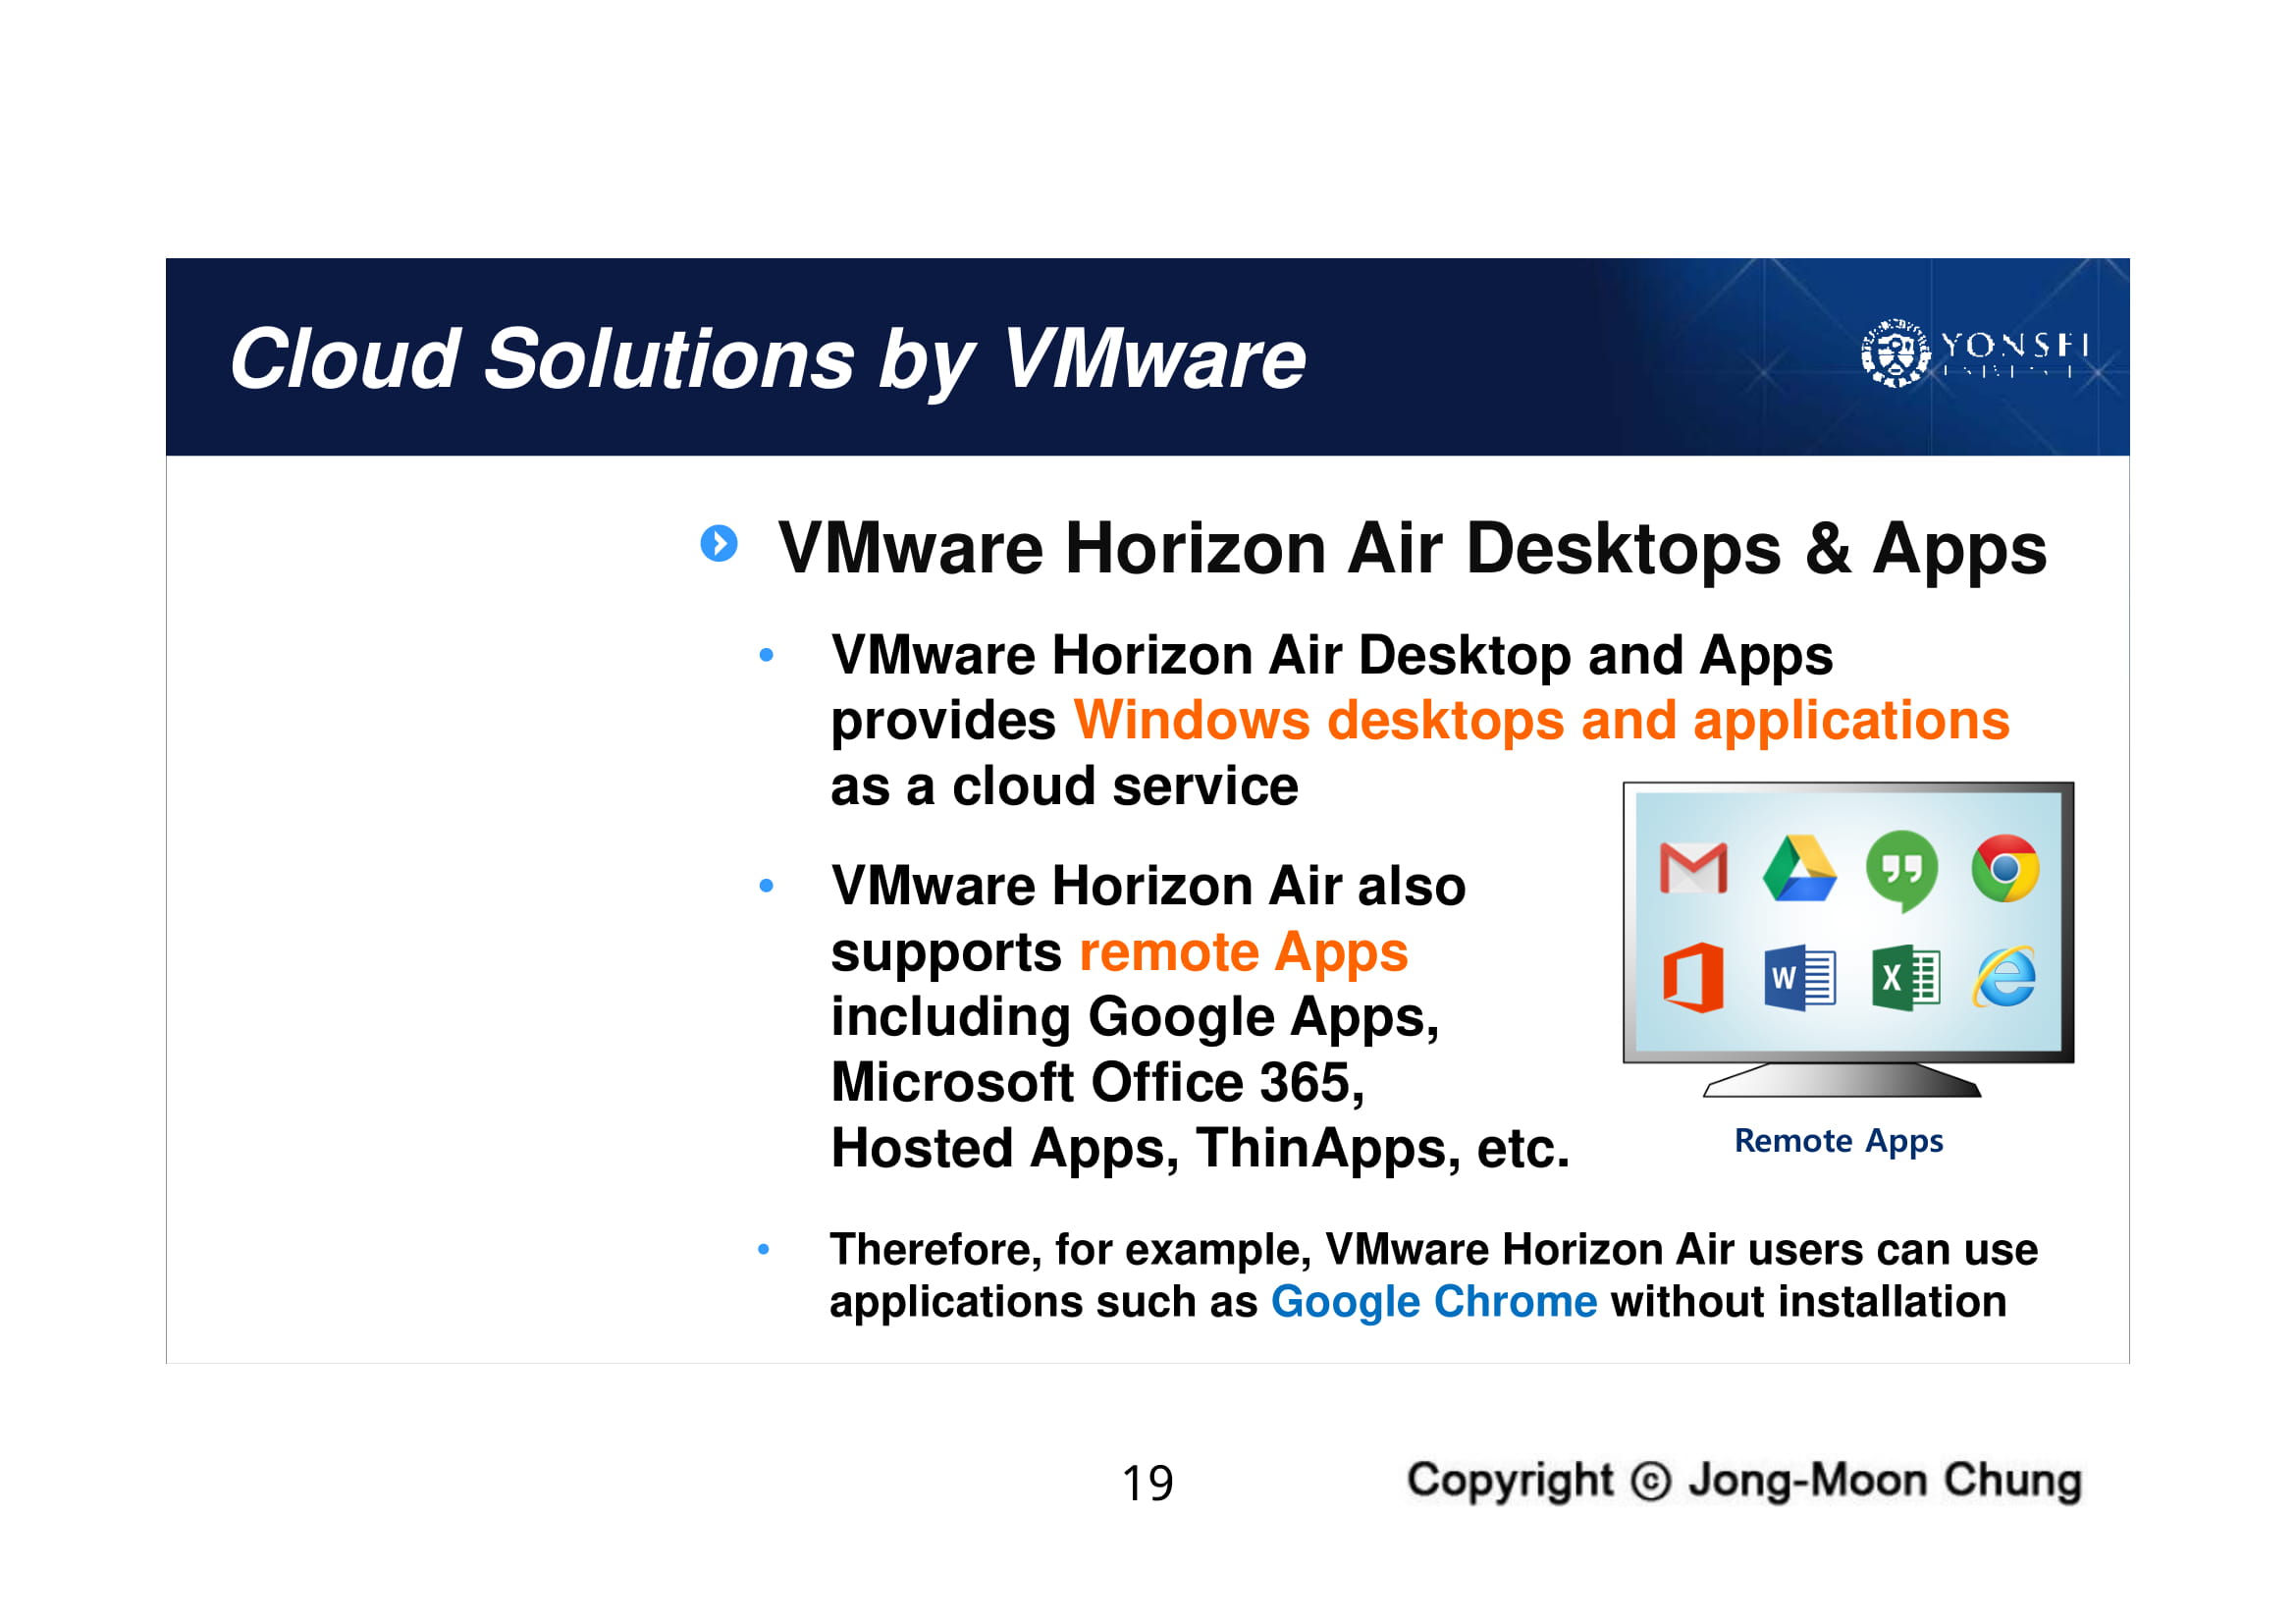 Cloud Solutions by VMware
YONSEI
VMware Horizon Air Desktops & Apps
• VMware Horizon Air Desktop and Apps
provides Windows desktops and applications
as a cloud service
• VMware Horizon Air also
supports remote Apps
including Google Apps,
Microsoft Office 365,
Hosted Apps, ThinApps, etc.
W
X
Remote Apps
• Therefore, for example, VMware Horizon Air users can use
applications such as Google Chrome without installation
19
Copyright ⓒ Jong-Moon Chung